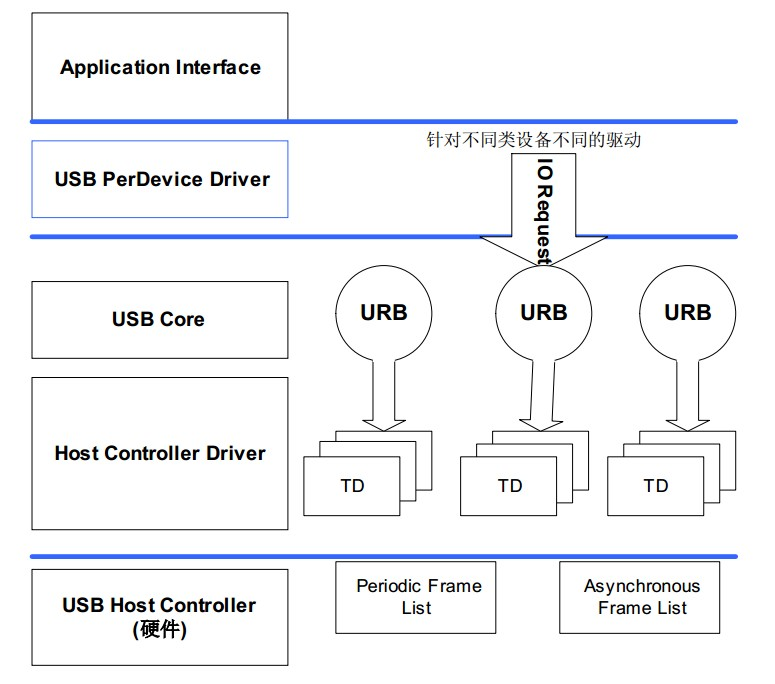 Application Interface
针对不同类设备不同的驱动
USB PerDevice Driver
IO Request
USB Core
URB
URB
URB
Host Controller Driver
TD
TD
TD
USB Host Controller
(硬件)
Periodic Frame
List
Asynchronous
Frame List